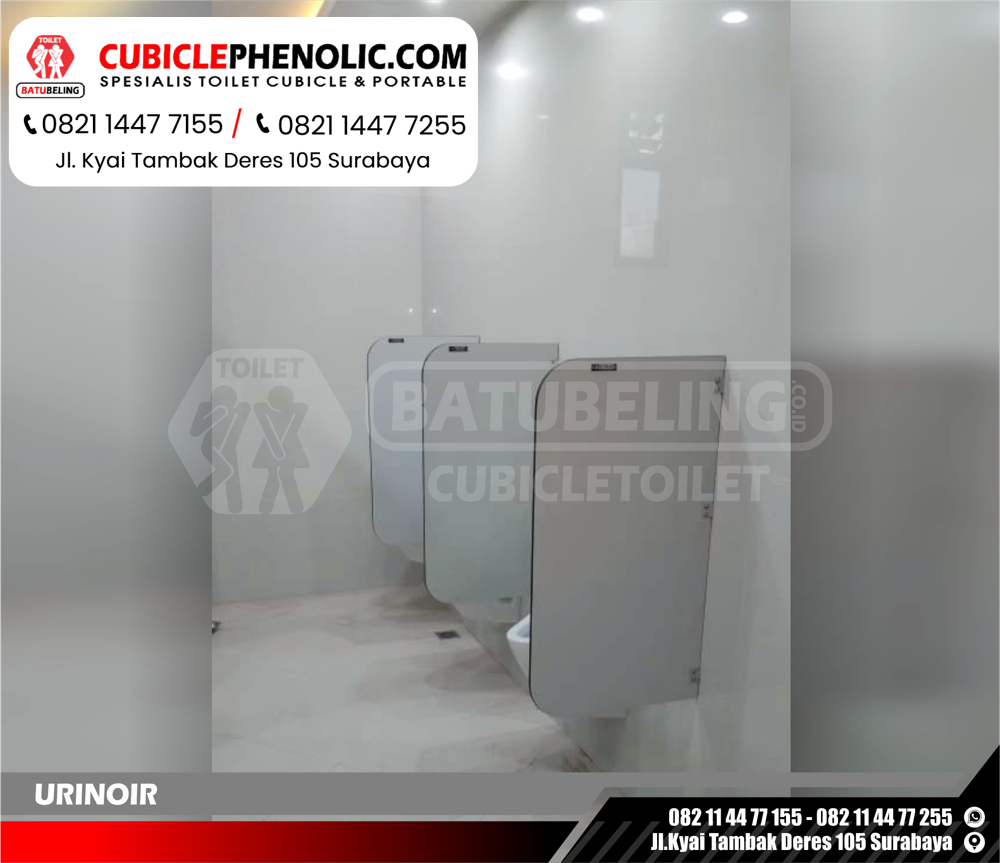 TOILET
BATUBELING
CUBICLEPHENOLIC.COM
SPESIALIS TOILET CUBICLE & PORTABLE
0821 1447 7155 / 0821 1447 7255
Jl. Kyai Tambak Deres 105 Surabaya
TOILET
BATUBELING.CO.ID
CUBICLETOILET
URINOIR
082 11 44 77 155 - 082 11 44 77 255
Jl.Kyai Tambak Deres 105 Surabaya